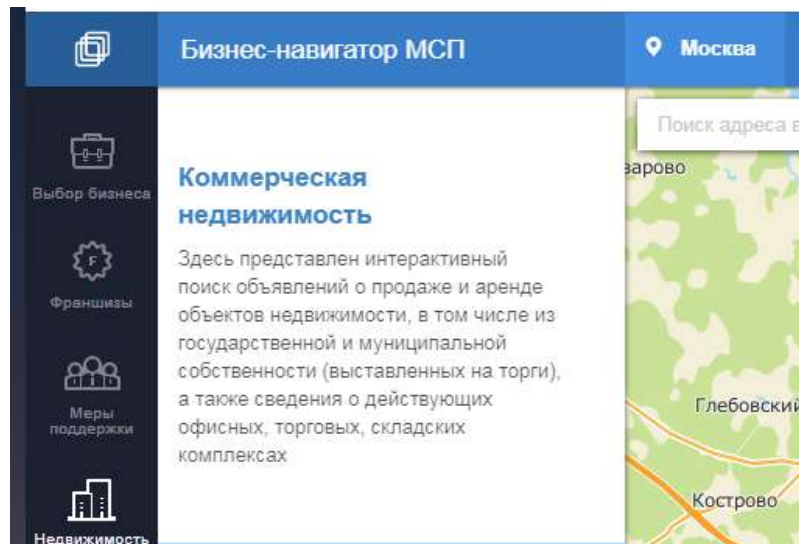 Бизнес-навигатор МСП
Москва
Поиск адреса в
Выбор бизнеса
Франшизы
Меры
поддержки
Недвижимость
Коммерческая
недвижимость
Здесь представлен интерактивный
поиск объявлений о продаже и аренде
объектов недвижимости, в том числе из
государственной и муниципальной
собственности (выставленных на торги),
а также сведения о действующих
офисных, торговых, складских
комплексах
варово
Глебовский
Кострово